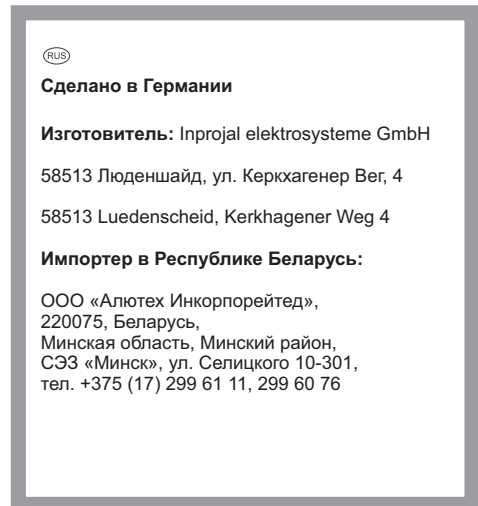 RUS
Сделано в Германии
Изготовитель: Inprojal elektrosysteme GmbH
58513 Люденшайд, ул. Керкхагенер Вег, 4
58513 Luedenscheid, Kerkhagener Weg 4
Импортер в Республике Беларусь:
ООО «Алютех Инкорпорейтед»,
220075, Беларусь,
Минская область, Минский район,
СЭЗ «Минск», ул. Селицкого 10-301,
тел. +375 (17) 299 61 11, 299 60 76